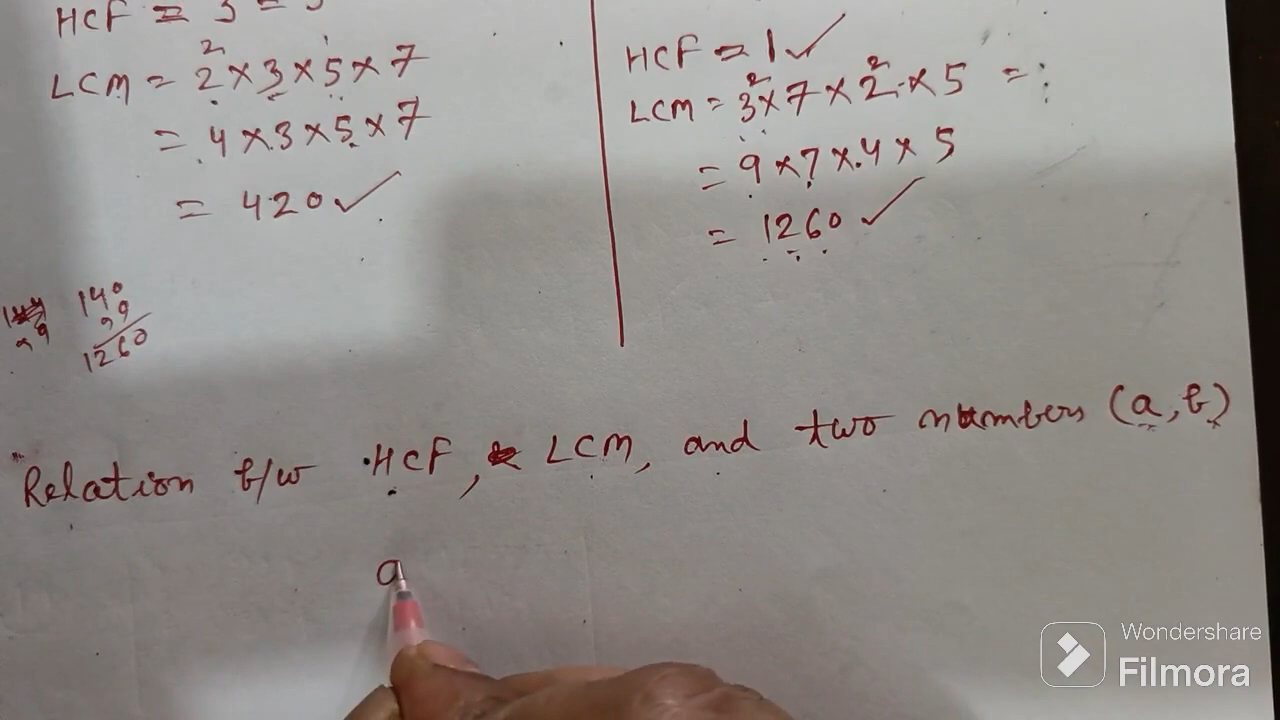 HCF = 3 = 3
LCM = 2² × 3 × 5 × 7
= 4 × 3 × 5 × 7
= 420 ✓
HCF = 1 ✓
LCM = 3² × 7 × 2² × 5 =
= 9 × 7 × 4 × 5
= 1260 ✓
140
99
1260
Relation b/w HCF, LCM, and two numbers (a, b)
a
Wondershare
Filmora